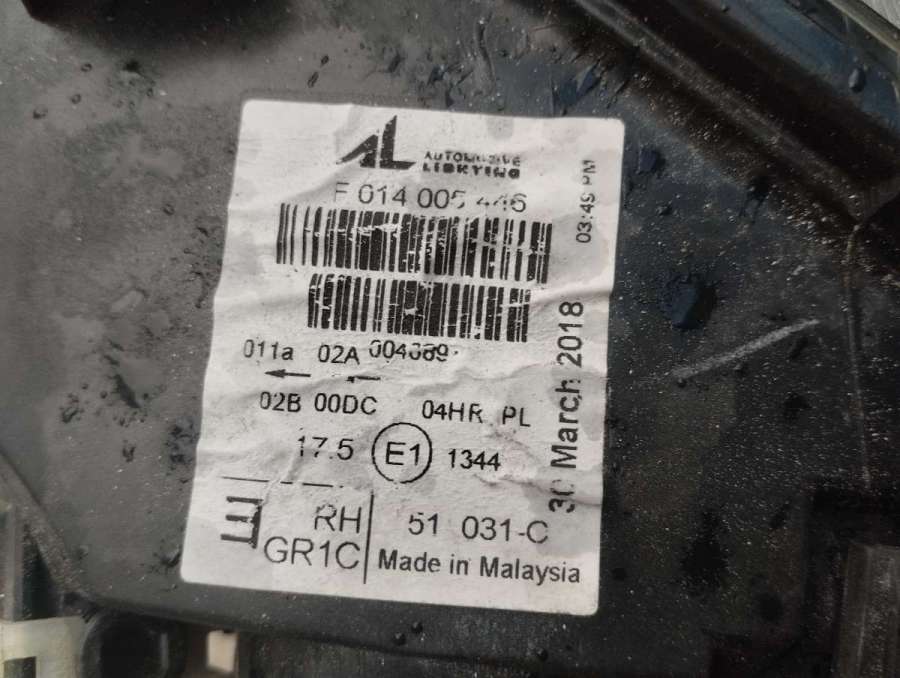 AL AUTOMOTIVE
LIGHTING
F 014 005 446
03:49 PM
30 March 2018
011a 02A
02B 00DC 04HR PL
17.5 E1 1344
RH 51 031-C
GR1C Made in Malaysia